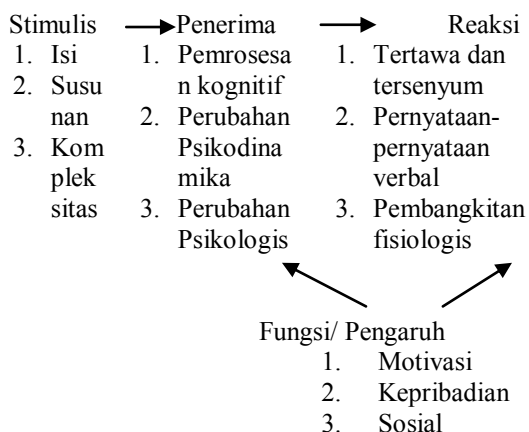 Stimulis Penerima Reaksi
1. Isi
2. Susu
nan
3. Kom
plek
sitas
1. Pemrosesa
n kognitif
2. Perubahan
Psikodina
mika
3. Perubahan
Psikologis
1. Tertawa dan
tersenyum
2. Pernyataan-
pernyataan
verbal
3. Pembangkitan
fisiologis
Fungsi/ Pengaruh
1. Motivasi
2. Kepribadian
3. Sosial